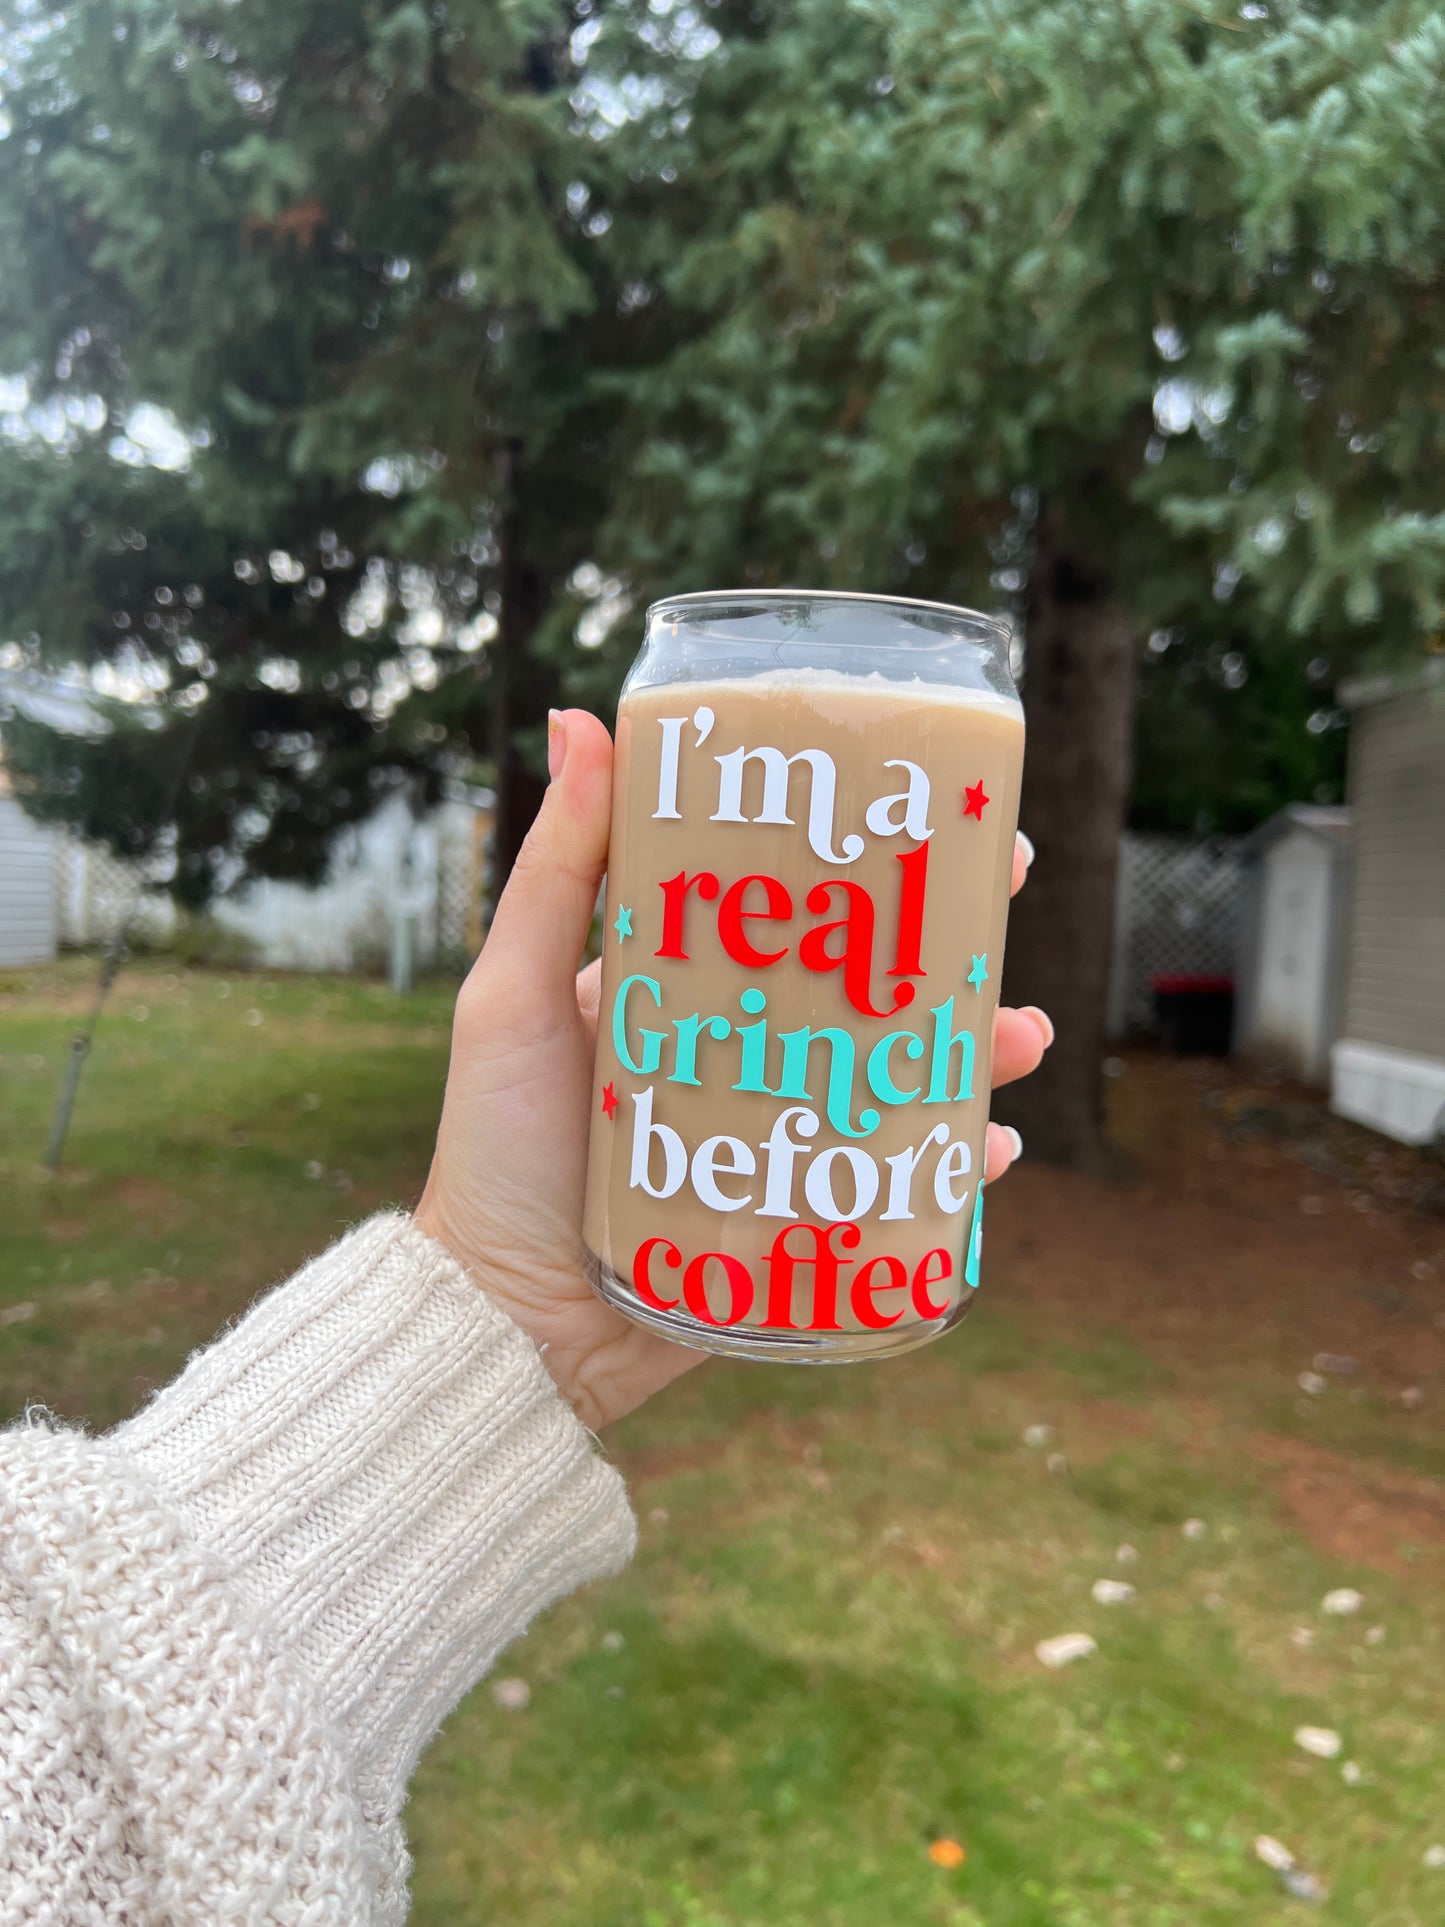 I'm a
real
Grinch
before
coffee